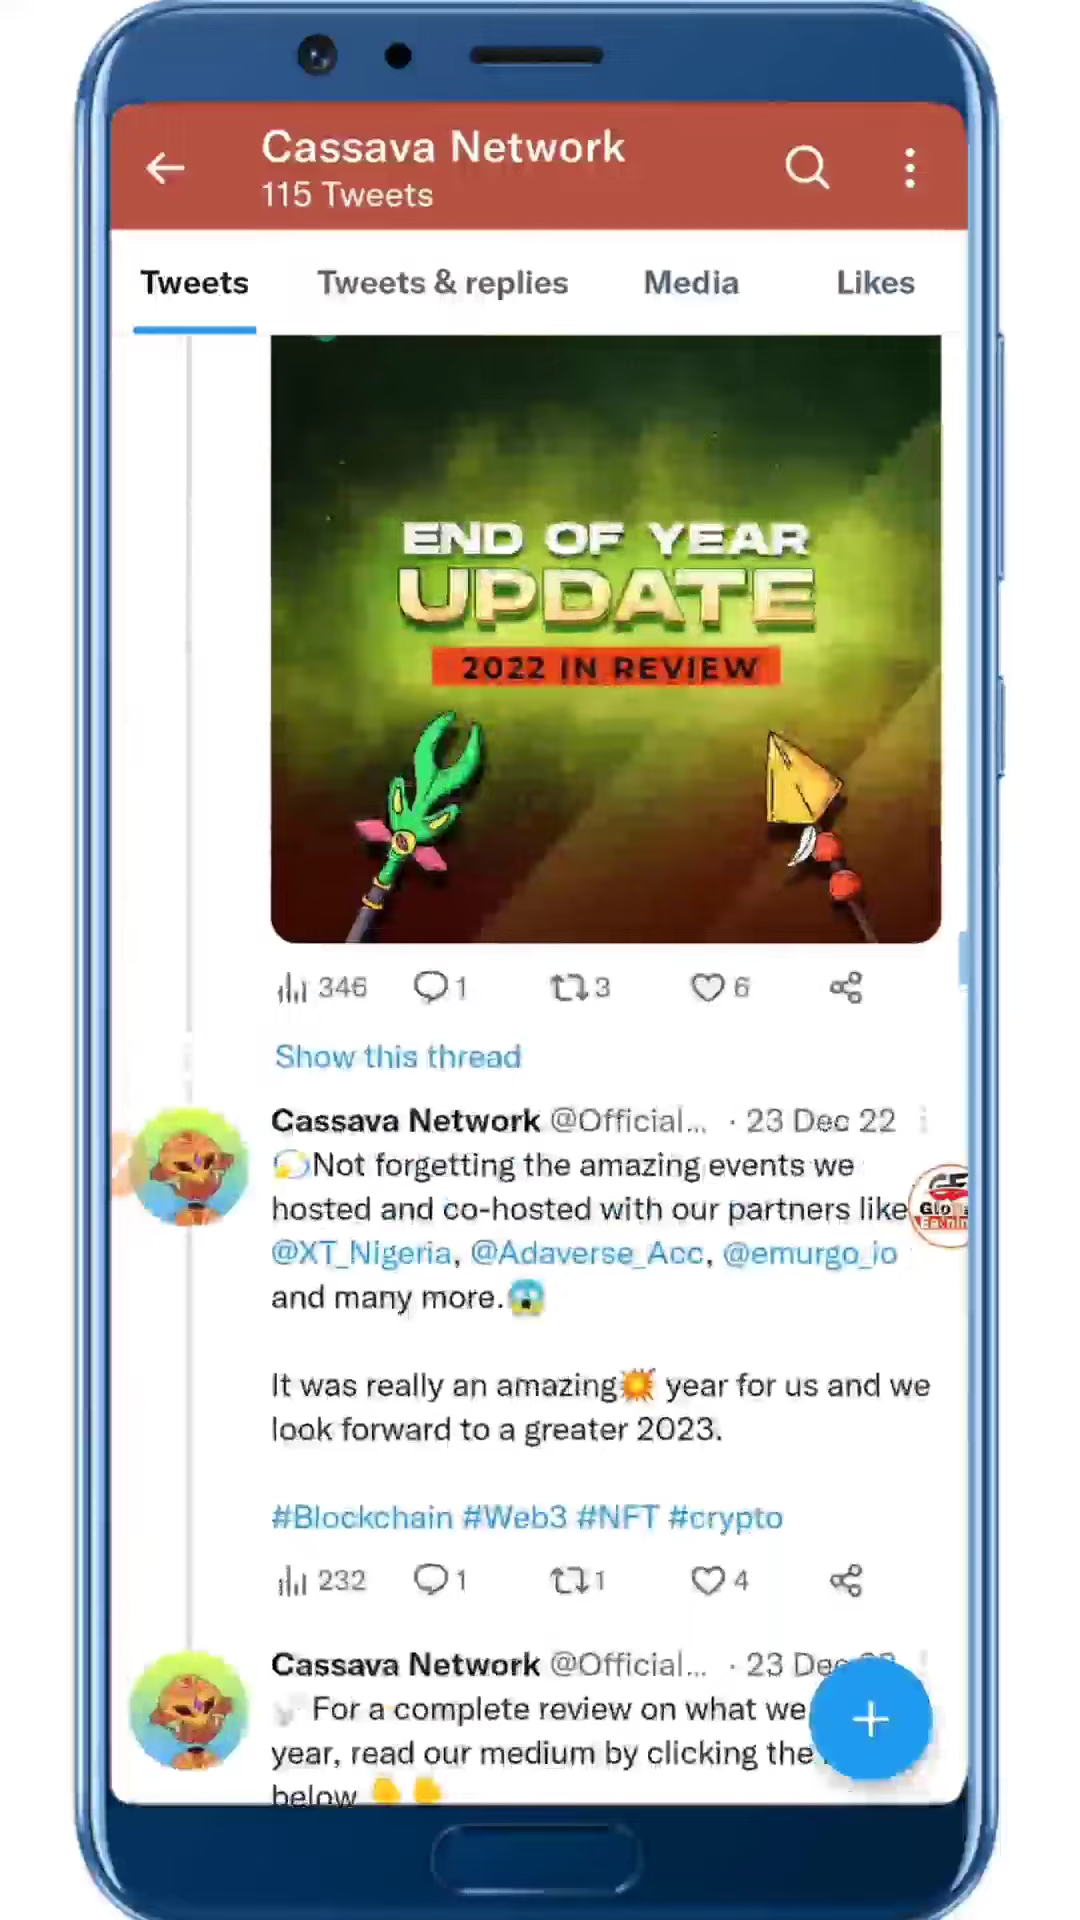 Cassava Network
115 Tweets
Tweets Tweets & replies Media Likes
END OF YEAR
UPDATE
2022 IN REVIEW
346 1 3 6
Show this thread
Cassava Network @Official... · 23 Dec 22
Not forgetting the amazing events we
hosted and co-hosted with our partners like
@XT_Nigeria, @Adaverse_Acc, @emurgo_io
and many more.
It was really an amazing year for us and we
look forward to a greater 2023.
#Blockchain #Web3 #NFT #crypto
232 1 1 4
Cassava Network @Official... · 23 Dec
For a complete review on what we
year, read our medium by clicking the
below